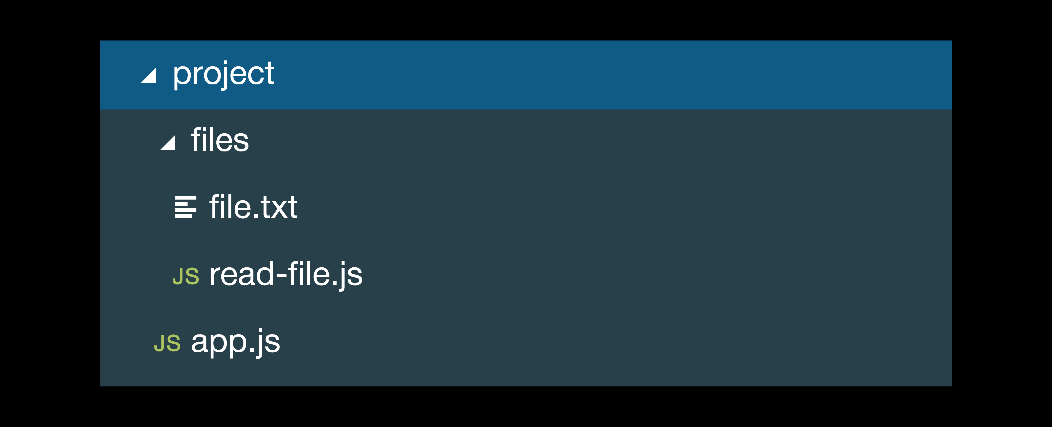 project
files
file.txt
JS read-file.js
JS app.js